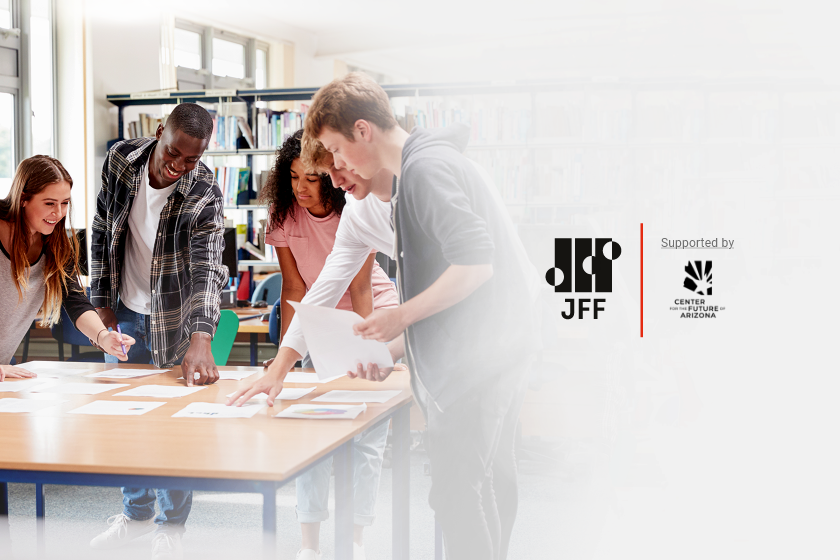 JFF
Supported by
CENTER
FOR THE FUTURE OF
ARIZONA